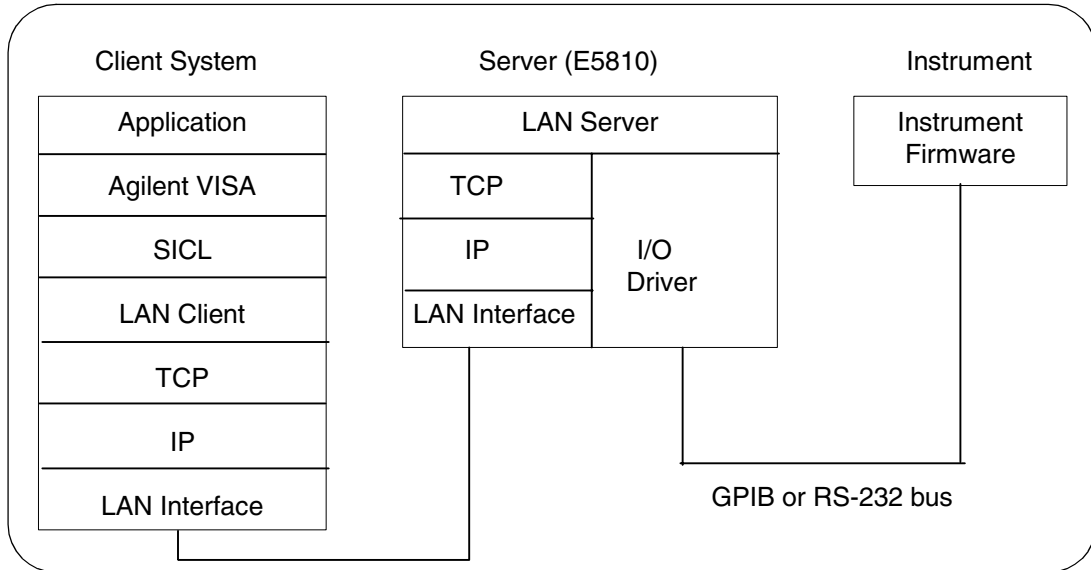 Client System
Application
Agilent VISA
SICL
LAN Client
TCP
IP
LAN Interface
Server (E5810)
LAN Server
TCP
IP
LAN Interface
I/O
Driver
Instrument
Instrument
Firmware
GPIB or RS-232 bus